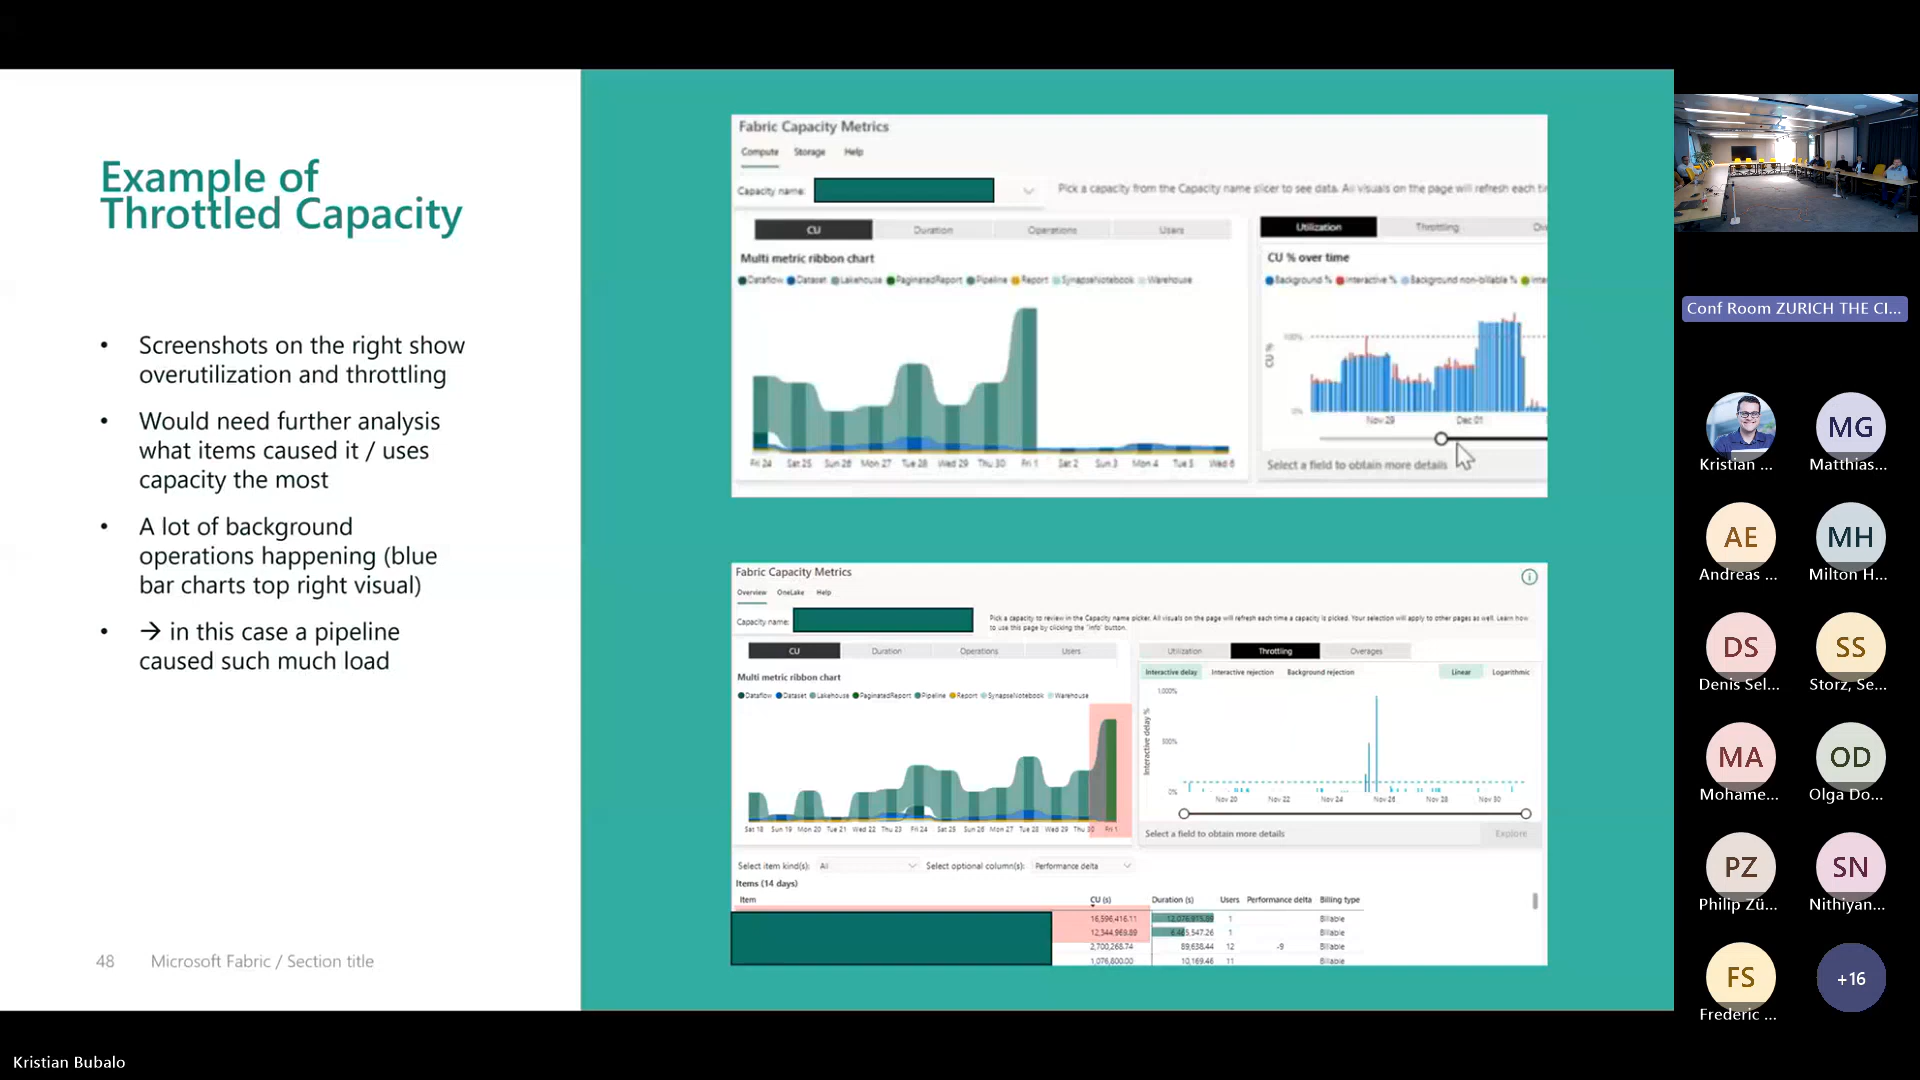 Example of
Throttled Capacity
• Screenshots on the right show
overutilization and throttling
• Would need further analysis
what items caused it / uses
capacity the most
• A lot of background
operations happening (blue
bar charts top right visual)
• → in this case a pipeline
caused such much load
48 Microsoft Fabric / Section title
Fabric Capacity Metrics
Compute Storage Help
Capacity name:
Pick a capacity from the Capacity name slicer to see data. All visuals on the page will refresh each
CU Duration Operations Users
Multi metric ribbon chart
Dataflow Dataset Lakehouse PaginatedReport Pipeline Report SynapseNotebook Warehouse
Fri 24 Sat 25 Sun 26 Mon 27 Tue 28 Wed 29 Thu 30 Fri 1 Sat 2 Sun 3 Mon 4 Tue 5 Wed 6
Utilization Throttling
CU % over time
Background % Interactive % Background non-billable %
CU %
100%
0%
Nov 29 Dec 01
Select a field to obtain more details
Fabric Capacity Metrics
Overview OneLake Help
Capacity name:
Pick a capacity to review in the Capacity name picker. All visuals on the page will refresh each time a capacity is picked. Your selection will apply to other pages as well. Learn how
to use this page by clicking the "info" button.
CU Duration Operations Users
Multi metric ribbon chart
Dataflow Dataset Lakehouse PaginatedReport Pipeline Report SynapseNotebook Warehouse
Sat 18 Sun 19 Mon 20 Tue 21 Wed 22 Thu 23 Fri 24 Sat 25 Sun 26 Mon 27 Tue 28 Wed 29 Thu 30 Fri 1
Utilization Throttling Overages
Interactive delay Interactive rejection Background rejection Linear Logarithmic
Interactive delay %
1,000%
500%
0%
Nov 20 Nov 22 Nov 24 Nov 26 Nov 28 Nov 30
Select a field to obtain more details
Explore
Select item kind(s): All Select optional column(s): Performance delta
Items (14 days)
Item CU (s) Duration (s) Users Performance delta Billing type
16,596,416.11 1 Billable
12,344,969.89 6,465,547.26 1 Billable
2,700,268.74 89,638.44 12 -9 Billable
1,076,800.00 10,169.46 11 Billable
Conf Room ZURICH THE CI...
Kristian ...
MG
Matthias...
AE
Andreas ...
MH
Milton H...
DS
Denis Sel...
SS
Storz, Se...
MA
Mohame...
OD
Olga Do...
PZ
Philip Zü...
SN
Nithiyan...
FS
Frederic ...
+16
Kristian Bubalo